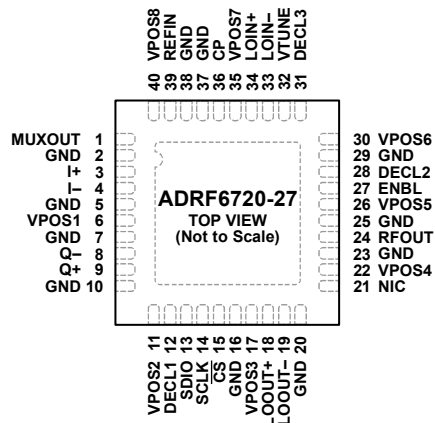 40 VPOS8
39 REFIN
38 GND
37 GND
36 CP
35 VPOS7
34 LOIN+
33 LOIN–
32 VTUNE
31 DECL3
MUXOUT 1
GND 2
I+ 3
I– 4
GND 5
VPOS1 6
GND 7
Q– 8
Q+ 9
GND 10
ADRF6720-27
TOP VIEW
(Not to Scale)
30 VPOS6
29 GND
28 DECL2
27 ENBL
26 VPOS5
25 GND
24 RFOUT
23 GND
22 VPOS4
21 NIC
VPOS2 11
DECL1 12
SDIO 13
SCLK 14
CS 15
GND 16
VPOS3 17
LOOUT+ 18
LOOUT– 19
GND 20